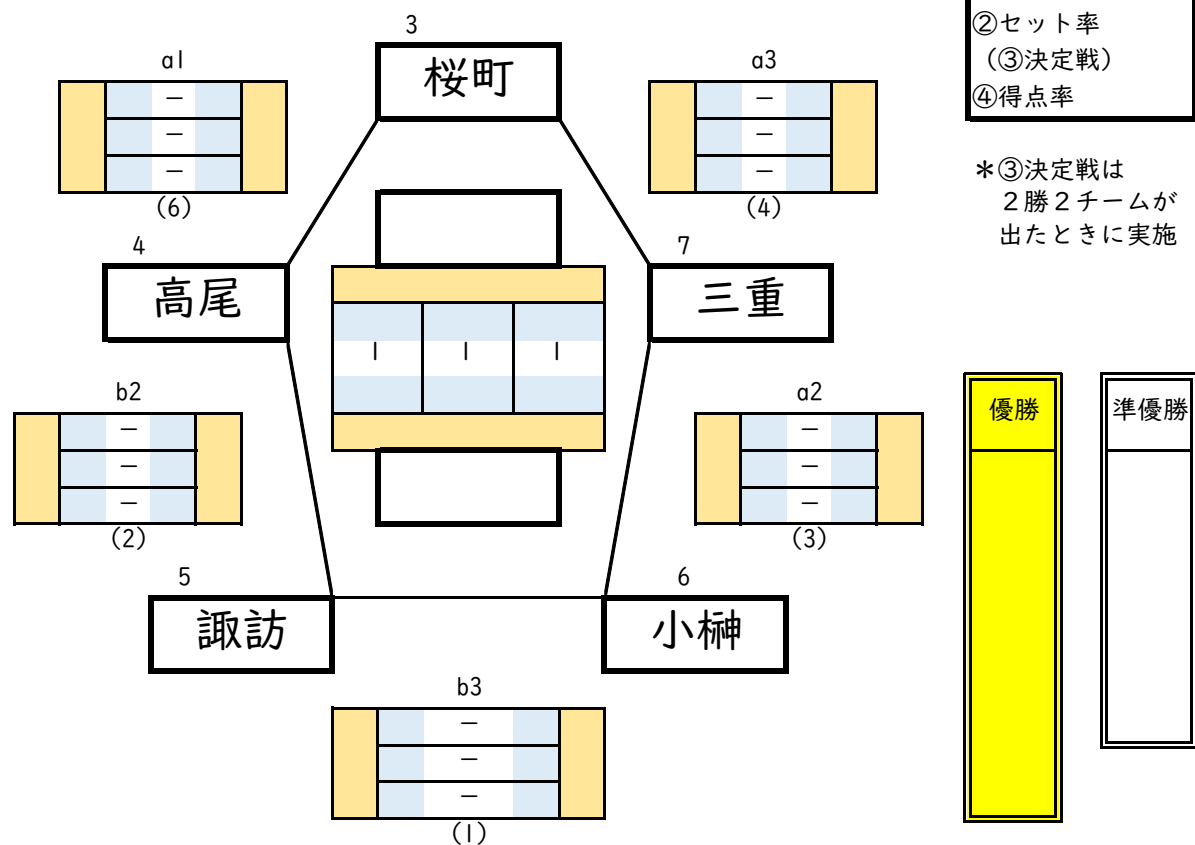 3
②セット率
a1
桜町
a3
(③決定戦)
④得点率
－
－
－
－
－
－
＊③決定戦は
２勝２チームが
出たときに実施
(6)
(4)
4
7
高尾
三重
－
－
－
b2
a2
優勝
準優勝
－
－
－
－
－
－
(2)
(3)
5
6
諏訪
小榊
b3
－
－
－
(1)